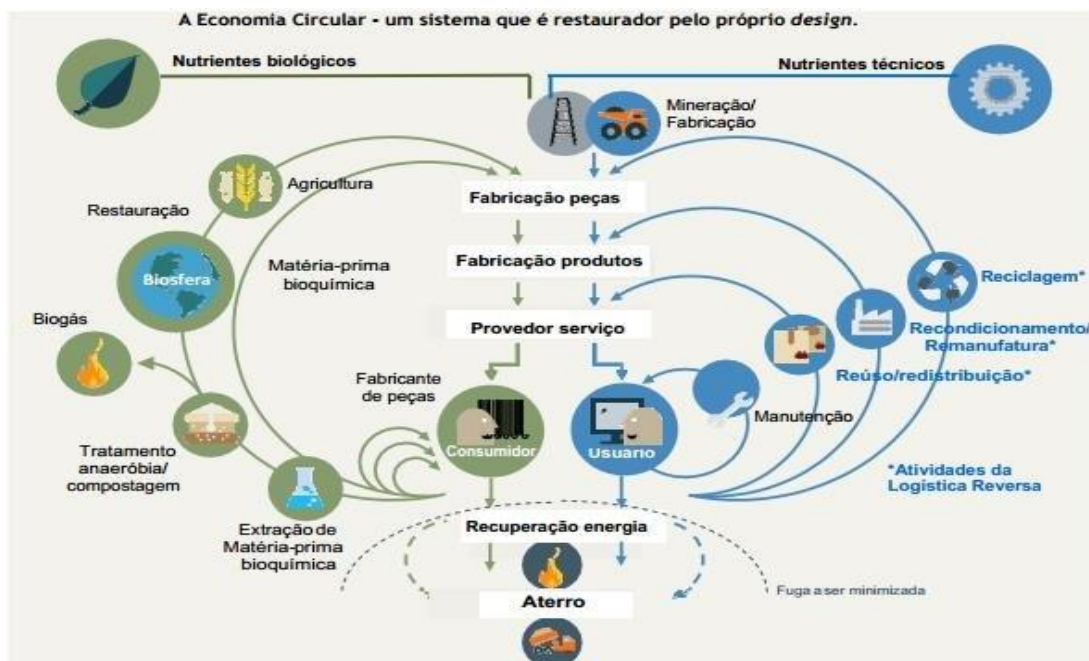 A Economia Circular - um sistema que é restaurador pelo próprio design.
Nutrientes biológicos
Nutrientes técnicos
Mineração/
Fabricação
Agricultura
Fabricação peças
Restauração
Fabricação produtos
Biosfera
Matéria-prima
bioquímica
Reciclagem*
Biogás
Provedor serviço
Recondicionamento/
Remanufatura*
Reúso/redistribuição*
Fabricante
de peças
Manutenção
Consumidor
Usuário
Tratamento
anaeróbia/
compostagem
*Atividades da
Logistica Reversa
Extração de
Matéria-prima
bioquímica
Recuperação energia
Fuga a ser minimizada
Aterro